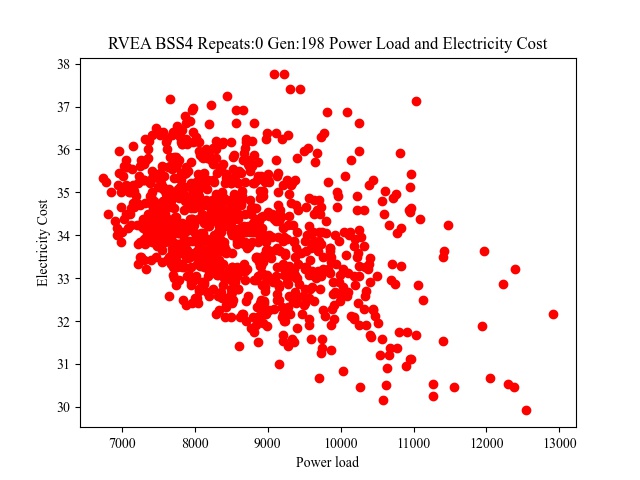 RVEA BSS4 Repeats:0 Gen:198 Power Load and Electricity Cost
38
37
36
35
34
33
32
31
30
Electricity Cost
7000 8000 9000 10000 11000 12000 13000
Power load